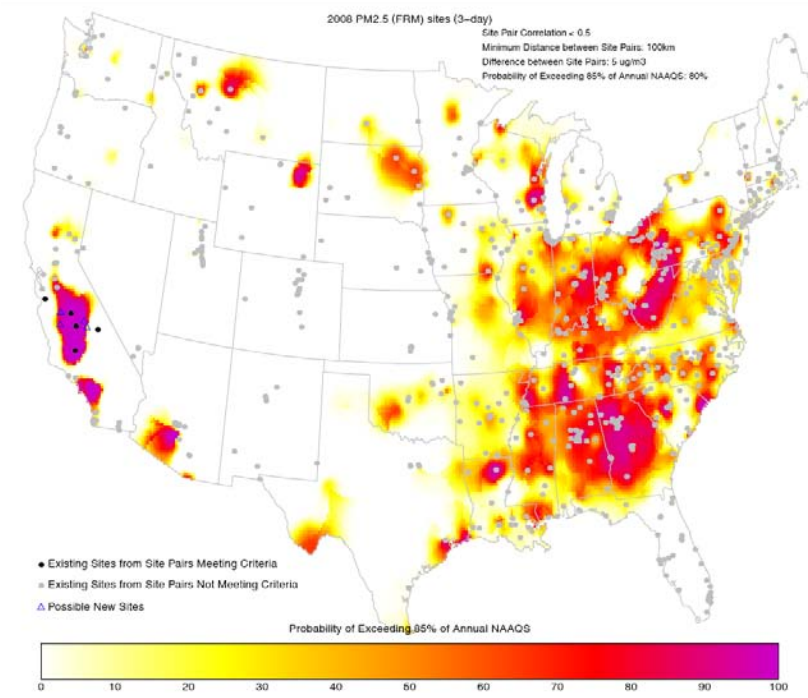 2008 PM2.5 (FRM) sites (3-day)
Site Pair Correlation < 0.5
Minimum Distance between Site Pairs: 100km
Difference between Site Pairs: 5 ug/m3
Probability of Exceeding 85% of Annual NAAQS: 80%
● Existing Sites from Site Pairs Meeting Criteria
● Existing Sites from Site Pairs Not Meeting Criteria
△ Possible New Sites
Probability of Exceeding 85% of Annual NAAQS
0 10 20 30 40 50 60 70 80 90 100